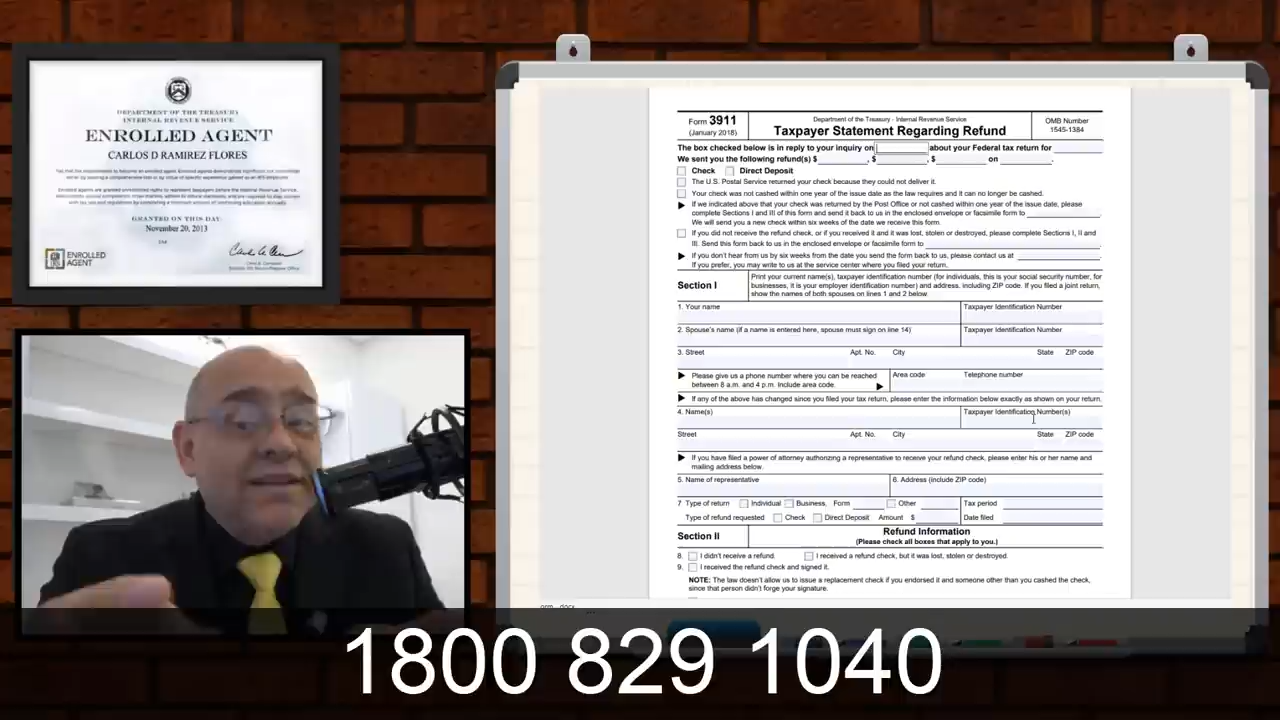 DEPARTMENT OF THE TREASURY
INTERNAL REVENUE SERVICE
ENROLLED AGENT
CARLOS D RAMIREZ FLORES
GRANTED ON THIS DAY:
November 20, 2013
ENROLLED
AGENT
Form 3911
(January 2018)
Department of the Treasury - Internal Revenue Service
Taxpayer Statement Regarding Refund
OMB Number
1545-1384
The box checked below is in reply to your inquiry on about your Federal tax return for
We sent you the following refund(s) $ , $ , $ on .
Check Direct Deposit
The U.S. Postal Service returned your check because they could not deliver it.
Your check was not cashed within one year of the issue date as the law requires and it can no longer be cashed.
If we indicated above that your check was returned by the Post Office or not cashed within one year of the issue date, please
complete Sections I and III of this form and send it back to us in the enclosed envelope or facsimile form to .
We will send you a new check within six weeks of the date we receive this form.
If you did not receive the refund check, or if you received it and it was lost, stolen or destroyed, please complete Sections I, II and
III. Send this form back to us in the enclosed envelope or facsimile form to .
If you don't hear from us by six weeks from the date you send the form back to us, please contact us at .
If you prefer, you may write to us at the service center where you filed your return.
Section I
Print your current name(s), taxpayer identification number (for individuals, this is your social security number, for
businesses, it is your employer identification number) and address, including ZIP code. If you filed a joint return,
show the names of both spouses on lines 1 and 2 below
1. Your name Taxpayer Identification Number
2. Spouse's name (if a name is entered here, spouse must sign on line 14) Taxpayer Identification Number
3. Street Apt. No. City State ZIP code
Please give us a phone number where you can be reached
between 8 a.m. and 4 p.m. Include area code.
Area code Telephone number
If any of the above has changed since you filed your tax return, please enter the information below exactly as shown on your return.
4. Name(s) Taxpayer Identification Number(s)
Street Apt. No. City State ZIP code
If you have filed a power of attorney authorizing a representative to receive your refund check, please enter his or her name and
mailing address below.
5. Name of representative 6. Address (include ZIP code)
7 Type of return Individual Business, Form Other Tax period
Type of refund requested Check Direct Deposit Amount $ Date filed
Section II
Refund Information
(Please check all boxes that apply to you.)
8. I didn't receive a refund. I received a refund check, but it was lost, stolen or destroyed.
9. I received the refund check and signed it.
NOTE: The law doesn't allow us to issue a replacement check if you endorsed it and someone other than you cashed the check,
since that person didn't forge your signature.
1800 829 1040